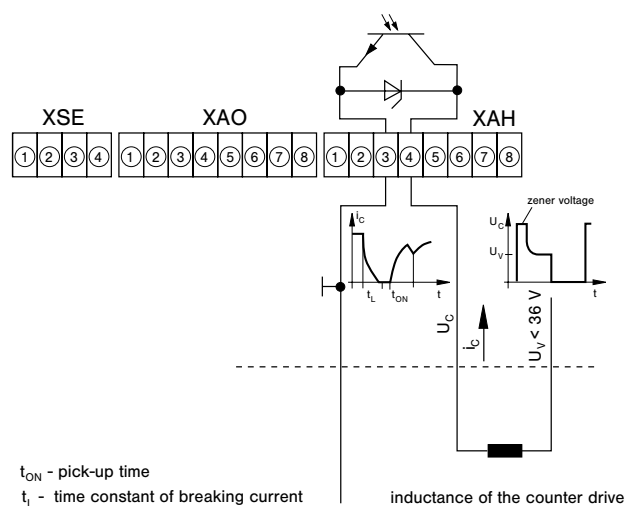 XSE XAO XAH
1 2 3 4 1 2 3 4 5 6 7 8 1 2 3 4 5 6 7 8
zener voltage
i_C
t_L t_ON t
U_C
U_V
t
U_C
i_C
U_V < 36 V
t_ON - pick-up time
t_L - time constant of breaking current
inductance of the counter drive